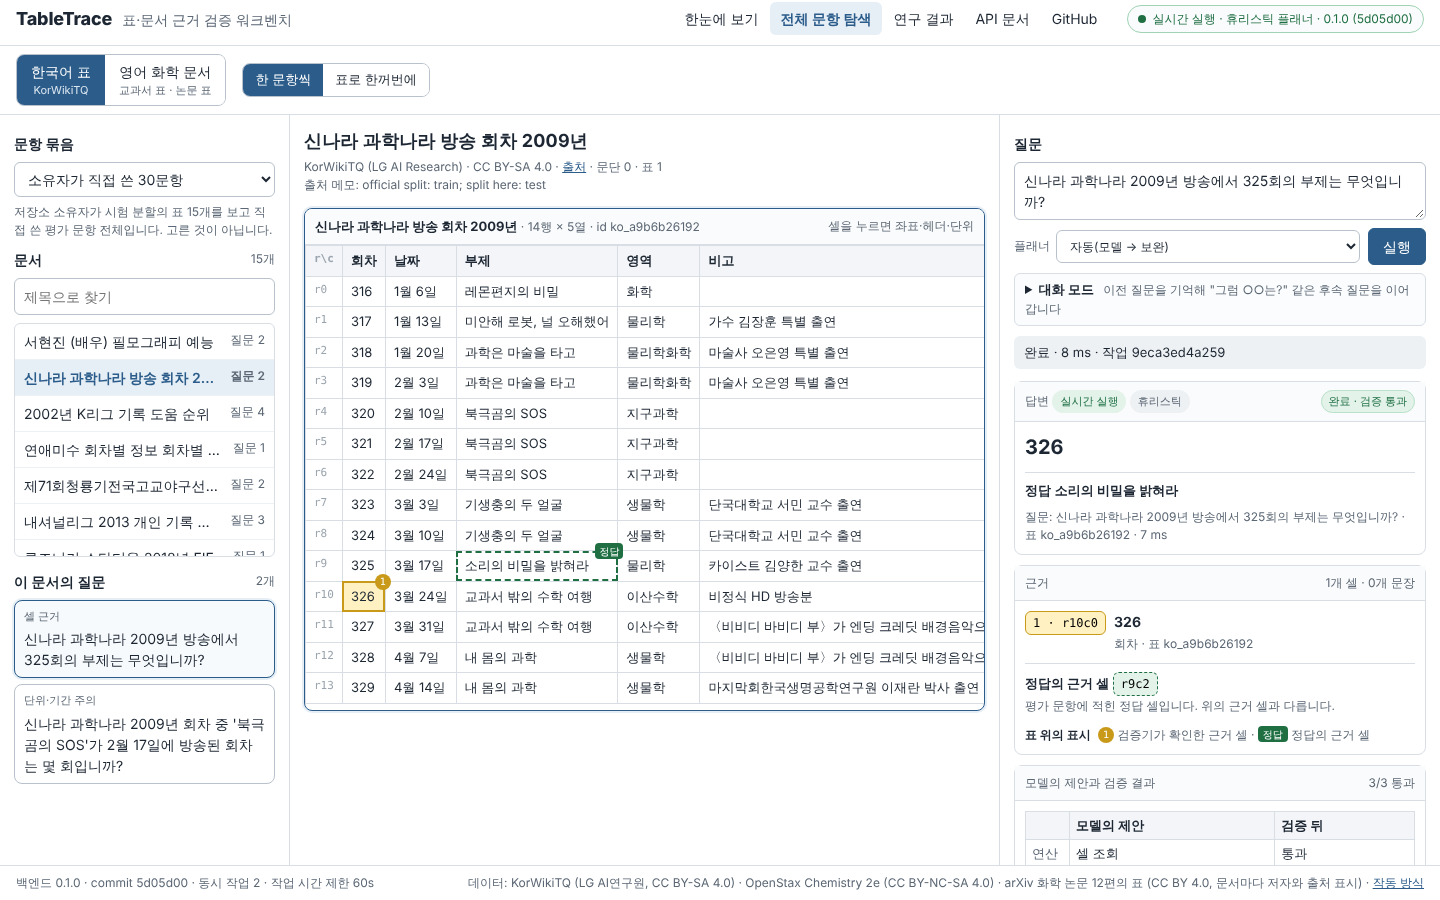 TableTrace 표·문서 근거 검증 워크벤치
한눈에 보기 전체 문항 탐색 연구 결과 API 문서 GitHub 실시간 실행 · 휴리스틱 플래너 · 0.1.0 (5d05d00)
한국어 표
KorWikiTQ
영어 화학 문서
교과서 표 · 논문 표
한 문항씩 표로 한꺼번에
문항 묶음
소유자가 직접 쓴 30문항
저장소 소유자가 시험 분할의 표 15개를 보고 직
접 쓴 평가 문항 전체입니다. 고른 것이 아닙니다.
문서 15개
제목으로 찾기
서현진 (배우) 필모그래피 예능 질문 2
신나라 과학나라 방송 회차 2... 질문 2
2002년 K리그 기록 도움 순위 질문 4
연애미수 회차별 정보 회차별 ... 질문 1
제71회청룡기전국고교야구선... 질문 2
내셔널리그 2013 개인 기록 ... 질문 3
이 문서의 질문 2개
셀 근거
신나라 과학나라 2009년 방송에서
325회의 부제는 무엇입니까?
단위·기간 주의
신나라 과학나라 2009년 회차 중 '북극
곰의 SOS'가 2월 17일에 방송된 회차
는 몇 회입니까?
신나라 과학나라 방송 회차 2009년
KorWikiTQ (LG AI Research) · CC BY-SA 4.0 · 출처 · 문단 0 · 표 1
출처 메모: official split: train; split here: test
신나라 과학나라 방송 회차 2009년 · 14행 × 5열 · id ko_a9b6b26192 셀을 누르면 좌표·헤더·단위
r\c 회차 날짜 부제 영역 비고
r0 316 1월 6일 레몬편지의 비밀 화학
r1 317 1월 13일 미안해 로봇, 널 오해했어 물리학 가수 김장훈 특별 출연
r2 318 1월 20일 과학은 마술을 타고 물리학화학 마술사 오은영 특별 출연
r3 319 2월 3일 과학은 마술을 타고 물리학화학 마술사 오은영 특별 출연
r4 320 2월 10일 북극곰의 SOS 지구과학
r5 321 2월 17일 북극곰의 SOS 지구과학
r6 322 2월 24일 북극곰의 SOS 지구과학
r7 323 3월 3일 기생충의 두 얼굴 생물학 단국대학교 서민 교수 출연
r8 324 3월 10일 기생충의 두 얼굴 생물학 단국대학교 서민 교수 출연
정답
r9 325 3월 17일 소리의 비밀을 밝혀라 물리학 카이스트 김양한 교수 출연
1
r10 326 3월 24일 교과서 밖의 수학 여행 이산수학 비정식 HD 방송분
r11 327 3월 31일 교과서 밖의 수학 여행 이산수학 〈비비디 바비디 부〉가 엔딩 크레딧 배경음악으
r12 328 4월 7일 내 몸의 과학 생물학 〈비비디 바비디 부〉가 엔딩 크레딧 배경음악으
r13 329 4월 14일 내 몸의 과학 생물학 마지막회한국생명공학연구원 이재란 박사 출연
질문
신나라 과학나라 2009년 방송에서 325회의 부제는 무엇입니
까?
플래너 자동(모델 → 보완) 실행
▶ 대화 모드 이전 질문을 기억해 "그럼 ○○는?" 같은 후속 질문을 이어
갑니다
완료 · 8 ms · 작업 9eca3ed4a259
답변 실시간 실행 휴리스틱 완료 · 검증 통과
326
정답 소리의 비밀을 밝혀라
질문: 신나라 과학나라 2009년 방송에서 325회의 부제는 무엇입니까? ·
표 ko_a9b6b26192 · 7 ms
근거 1개 셀 · 0개 문장
1 · r10c0 326
회차 · 표 ko_a9b6b26192
정답의 근거 셀 r9c2
평가 문항에 적힌 정답 셀입니다. 위의 근거 셀과 다릅니다.
표 위의 표시 1 검증기가 확인한 근거 셀 · 정답 정답의 근거 셀
모델의 제안과 검증 결과 3/3 통과
모델의 제안 검증 뒤
연산 셀 조회 통과
백엔드 0.1.0 · commit 5d05d00 · 동시 작업 2 · 작업 시간 제한 60s
데이터: KorWikiTQ (LG AI연구원, CC BY-SA 4.0) · OpenStax Chemistry 2e (CC BY-NC-SA 4.0) · arXiv 화학 논문 12편의 표 (CC BY 4.0, 문서마다 저자와 출처 표시) · 작동 방식